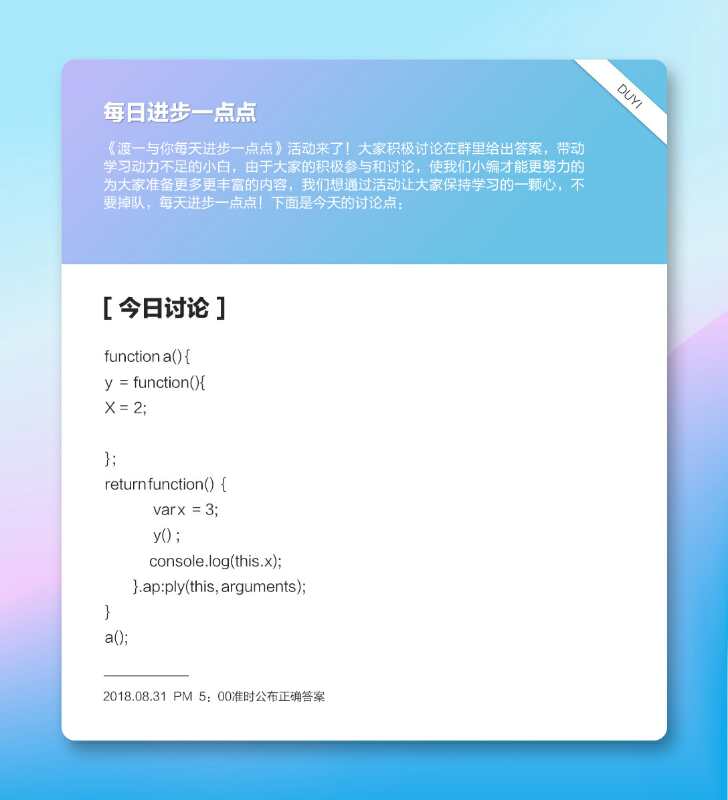 DUYI
每日进步一点点
《渡一与你每天进步一点点》活动来了！大家积极讨论在群里给出答案，带动
学习动力不足的小白，由于大家的积极参与和讨论，使我们小编才能更努力的
为大家准备更多更丰富的内容，我们想通过活动让大家保持学习的一颗心，不
要掉队，每天进步一点点！下面是今天的讨论点：
[ 今日讨论 ]
function a() {
y = function(){
X = 2;
} ;
return function() {
var x = 3;
y() ;
console.log(this.x);
}.ap:ply(this, arguments);
}
a();
2018.08.31 PM 5：00准时公布正确答案